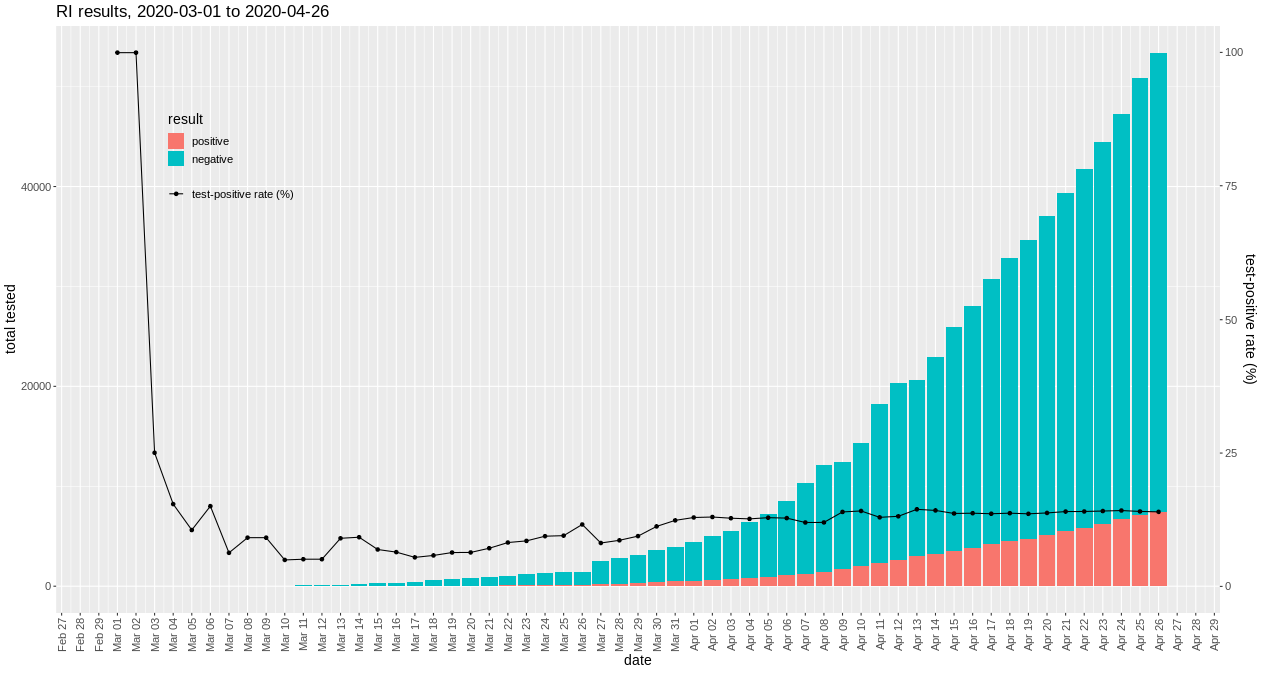 RI results, 2020-03-01 to 2020-04-26
result
positive
negative
test-positive rate (%)
total tested
40000
20000
0
100
75
50
25
0
test-positive rate (%)
Feb 27
Feb 28
Feb 29
Mar 01
Mar 02
Mar 03
Mar 04
Mar 05
Mar 06
Mar 07
Mar 08
Mar 09
Mar 10
Mar 11
Mar 12
Mar 13
Mar 14
Mar 15
Mar 16
Mar 17
Mar 18
Mar 19
Mar 20
Mar 21
Mar 22
Mar 23
Mar 24
Mar 25
Mar 26
Mar 27
Mar 28
Mar 29
Mar 30
Mar 31
Apr 01
Apr 02
Apr 03
Apr 04
Apr 05
Apr 06
Apr 07
Apr 08
Apr 09
Apr 10
Apr 11
Apr 12
Apr 13
Apr 14
Apr 15
Apr 16
Apr 17
Apr 18
Apr 19
Apr 20
Apr 21
Apr 22
Apr 23
Apr 24
Apr 25
Apr 26
Apr 27
Apr 28
Apr 29
date